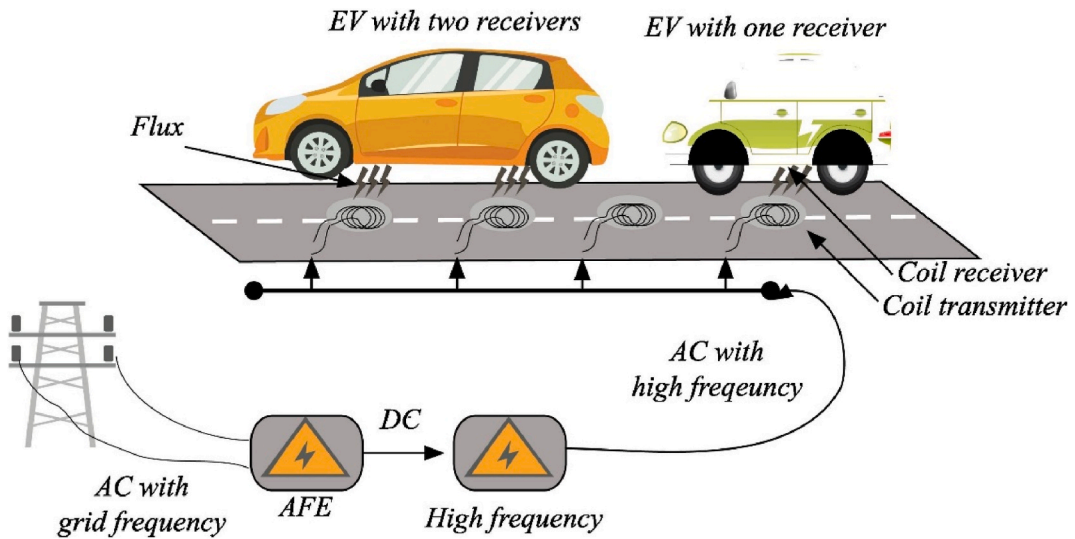 EV with two receivers
EV with one receiver
Flux
Coil receiver
Coil transmitter
AC with
high freqeuncy
DC
AC with
grid frequency
AFE
High frequency